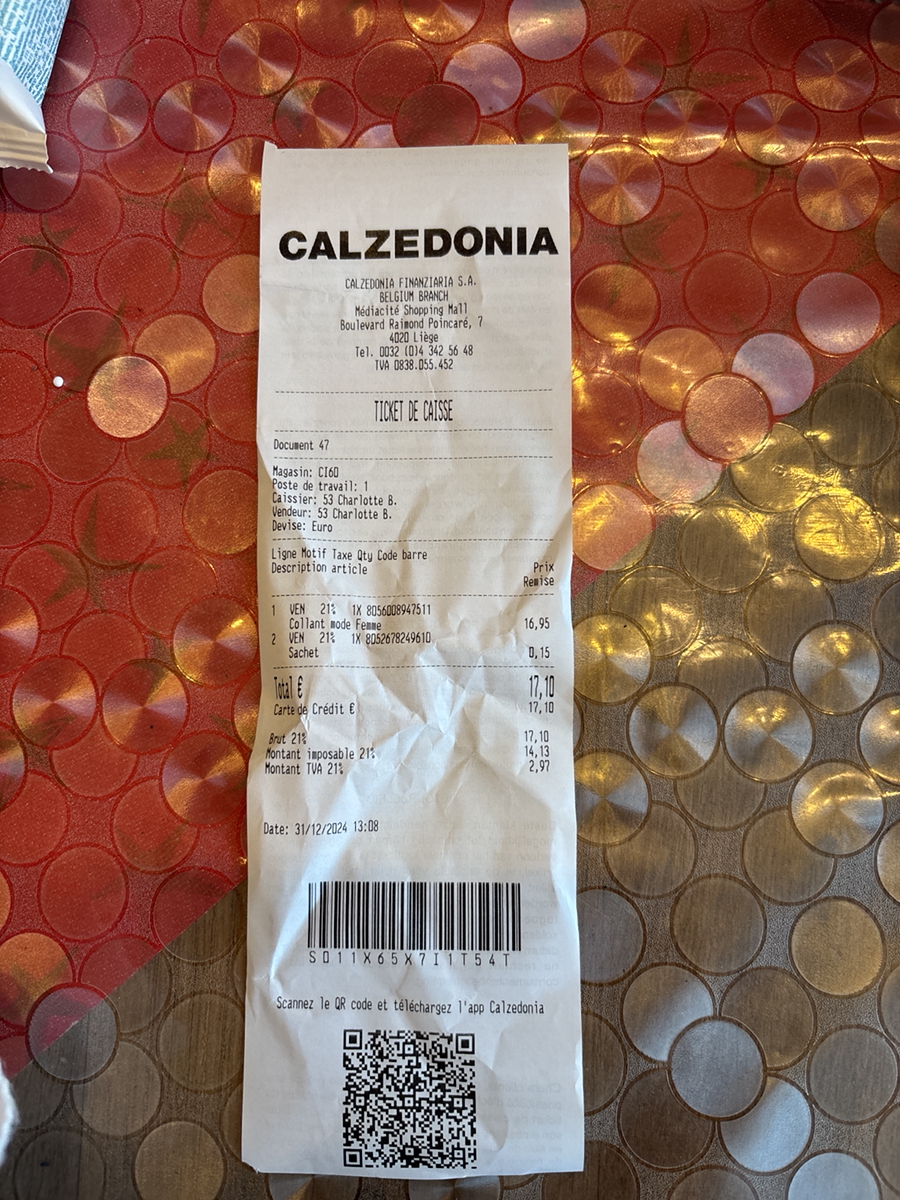 CALZEDONIA
CALZEDONIA FINANZIARIA S.A.
BELGIUM BRANCH
Médiacité Shopping Mall
Boulevard Raimond Poincaré, 7
4020 Liège
Tel. 0032 (0)4 342 56 48
TVA 0838.055.452
TICKET DE CAISSE
Document 47
Magasin: CI60
Poste de travail: 1
Caissier: 53 Charlotte B.
Vendeur: 53 Charlotte B.
Devise: Euro
Ligne Motif Taxe Qty Code barre
Description article Prix
Remise
1 VEN 21% 1X 8056008947511
Collant mode Femme 16,95
2 VEN 21% 1X 8052678249610
Sachet 0,15
Total € 17,10
Carte de Crédit € 17,10
Brut 21% 17,10
Montant imposable 21% 14,13
Montant TVA 21% 2,97
Date: 31/12/2024 13:08
S011X65X7I1T54T
Scannez le QR code et téléchargez l'app Calzedonia